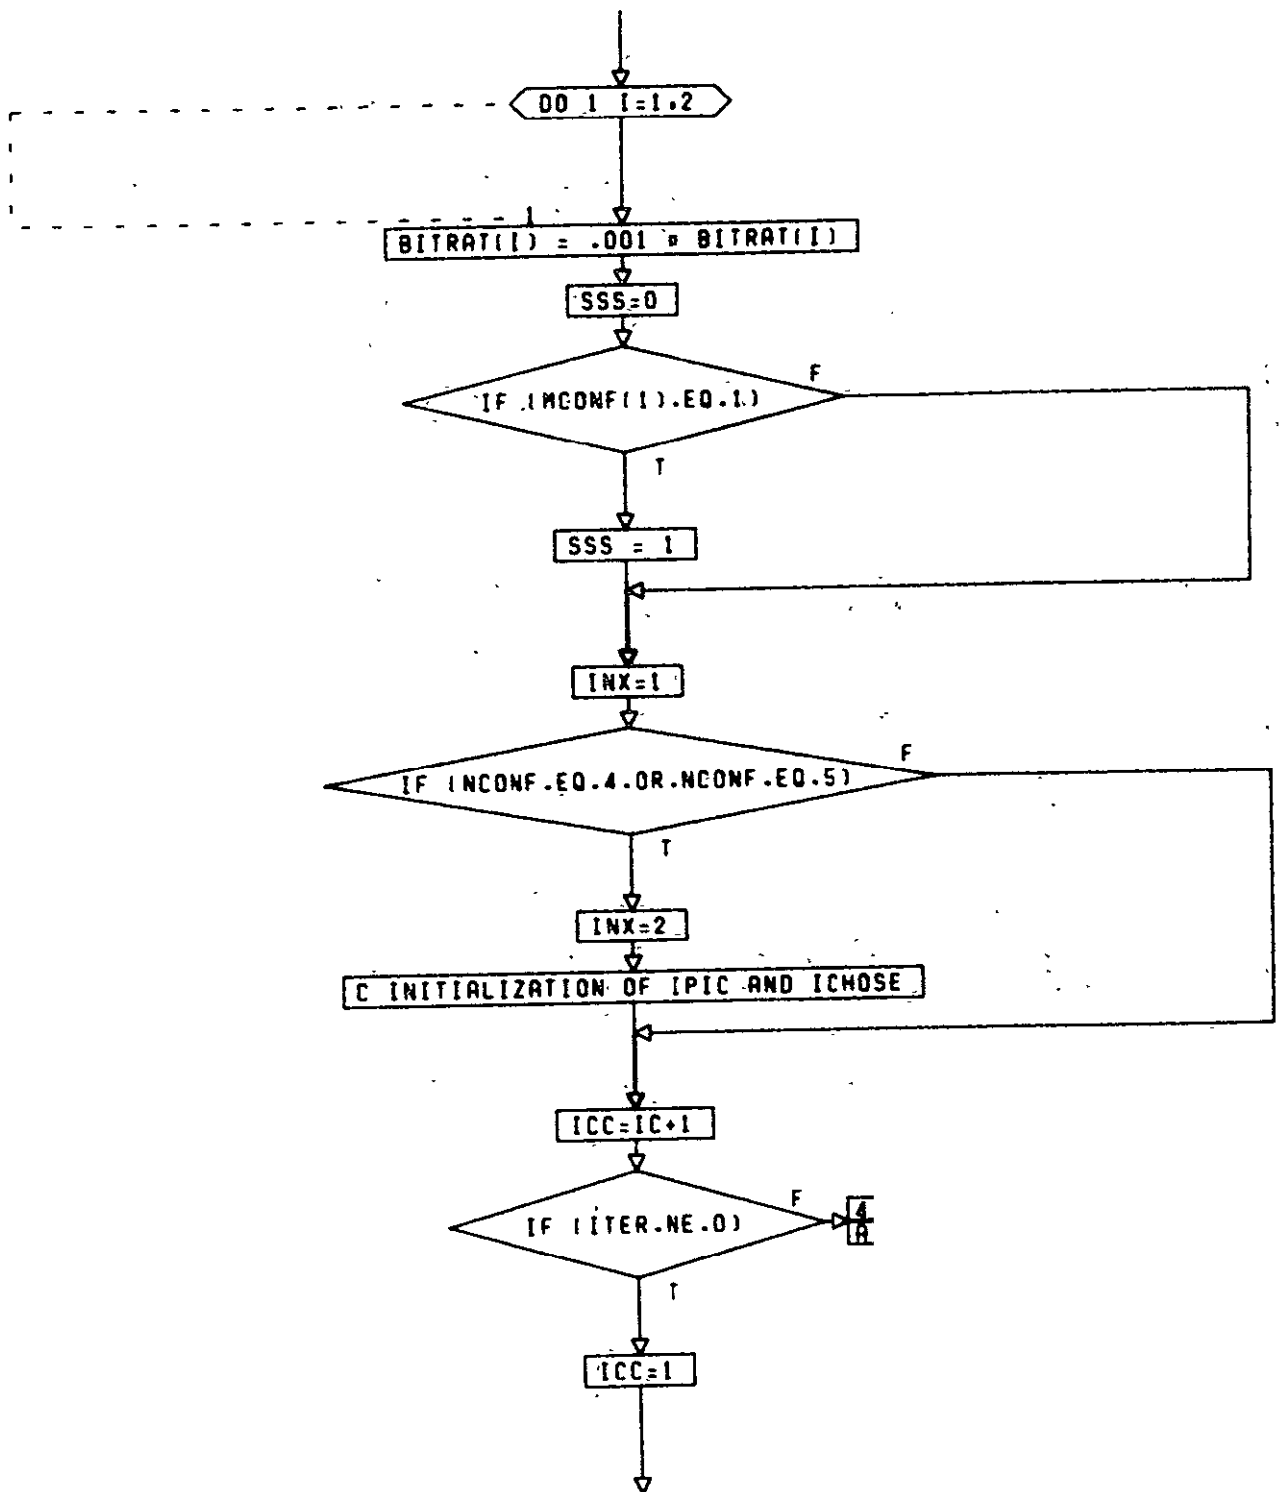 DO 1 I=1,2
1
BITRAT(I) = .001 * BITRAT(I)
SSS=0
F
IF (MCONF(1).EQ.1)
T
SSS = 1
INX=1
F
IF (NCONF.EQ.4.OR.NCONF.EQ.5)
T
INX=2
C INITIALIZATION OF IPIC AND ICHOSE
ICC=IC+1
F
4
IF (ITER.NE.0)
A
T
ICC=1